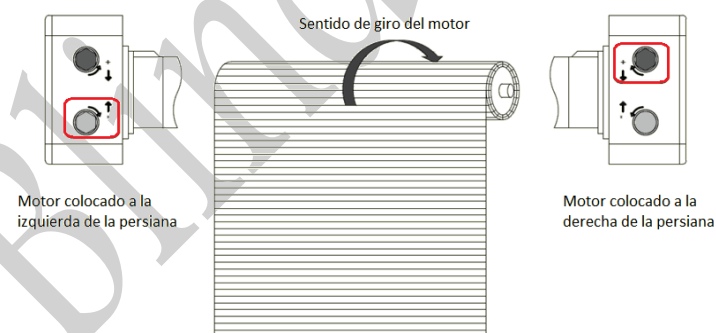 Sentido de giro del motor
+
-
+
-
Motor colocado a la
izquierda de la persiana
Motor colocado a la
derecha de la persiana